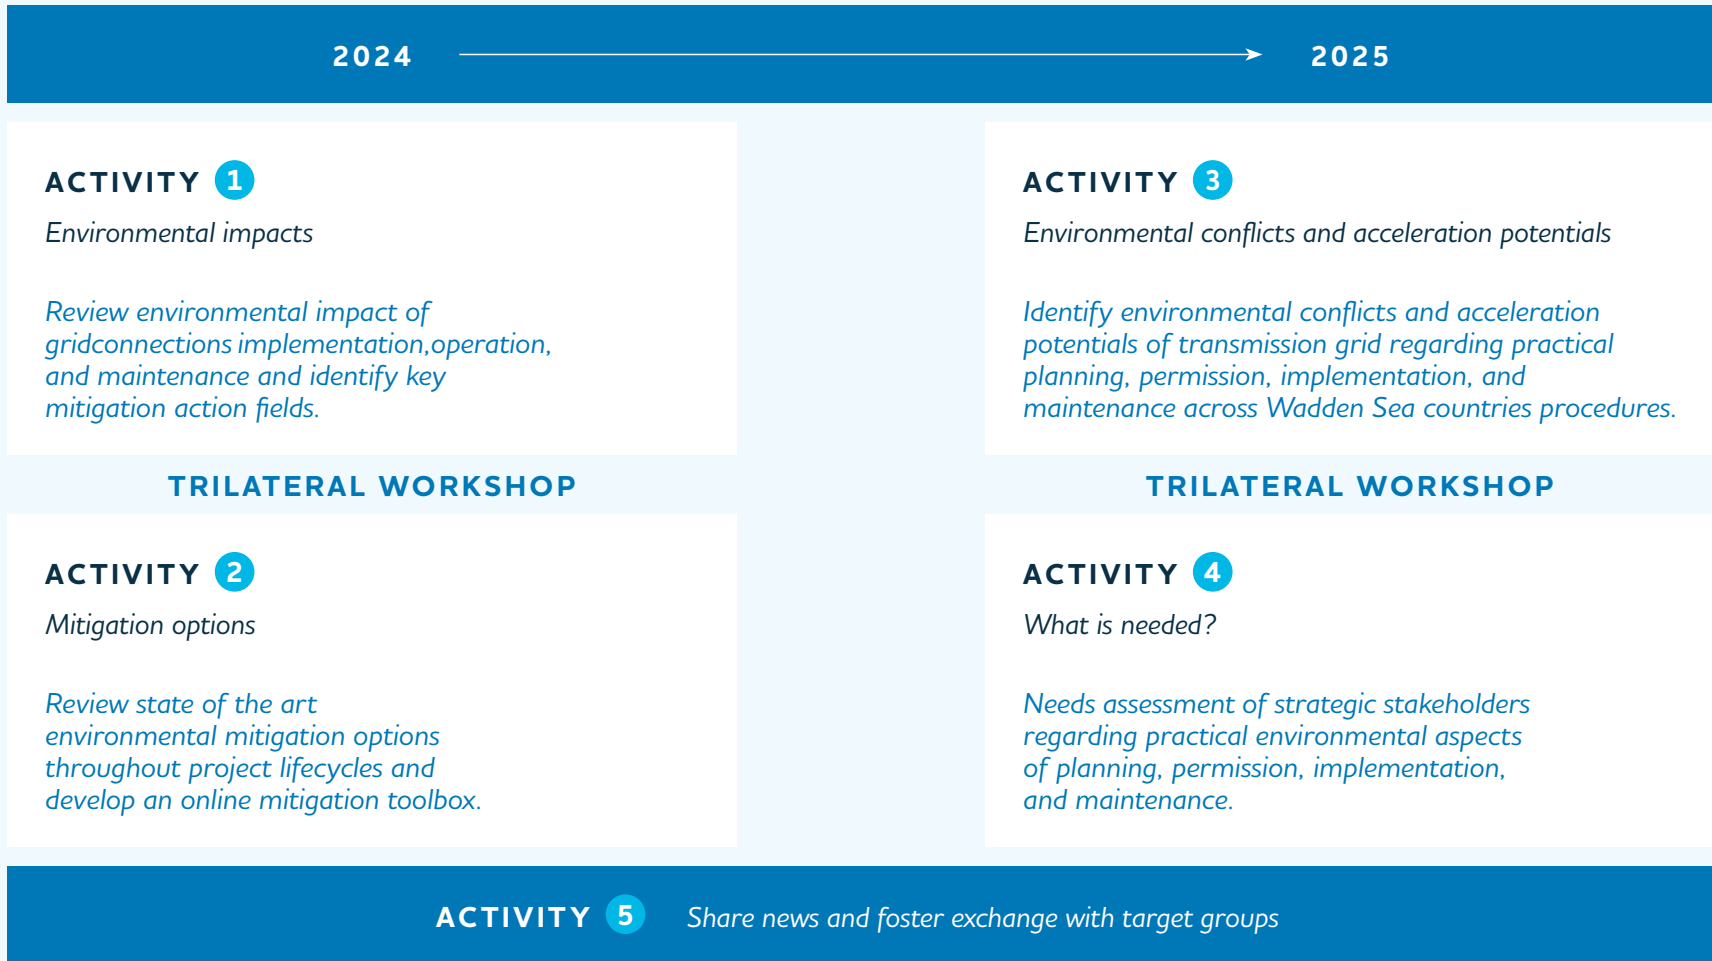 2024 2025
ACTIVITY 1
Environmental impacts
Review environmental impact of
gridconnections implementation,operation,
and maintenance and identify key
mitigation action fields.
TRILATERAL WORKSHOP
ACTIVITY 2
Mitigation options
Review state of the art
environmental mitigation options
throughout project lifecycles and
develop an online mitigation toolbox.
ACTIVITY 3
Environmental conflicts and acceleration potentials
Identify environmental conflicts and acceleration
potentials of transmission grid regarding practical
planning, permission, implementation, and
maintenance across Wadden Sea countries procedures.
TRILATERAL WORKSHOP
ACTIVITY 4
What is needed?
Needs assessment of strategic stakeholders
regarding practical environmental aspects
of planning, permission, implementation,
and maintenance.
ACTIVITY 5 Share news and foster exchange with target groups